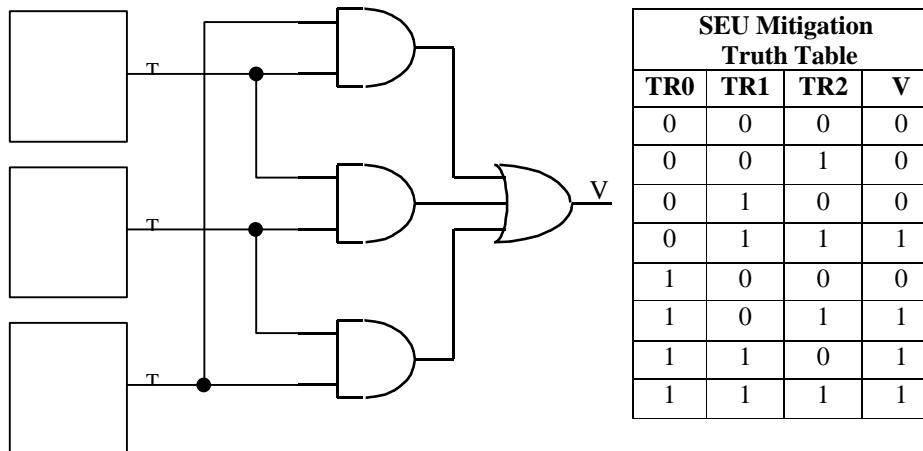 T
T
T
V
SEU Mitigation
Truth Table
TR0 TR1 TR2 V
0 0 0 0
0 0 1 0
0 1 0 0
0 1 1 1
1 0 0 0
1 0 1 1
1 1 0 1
1 1 1 1